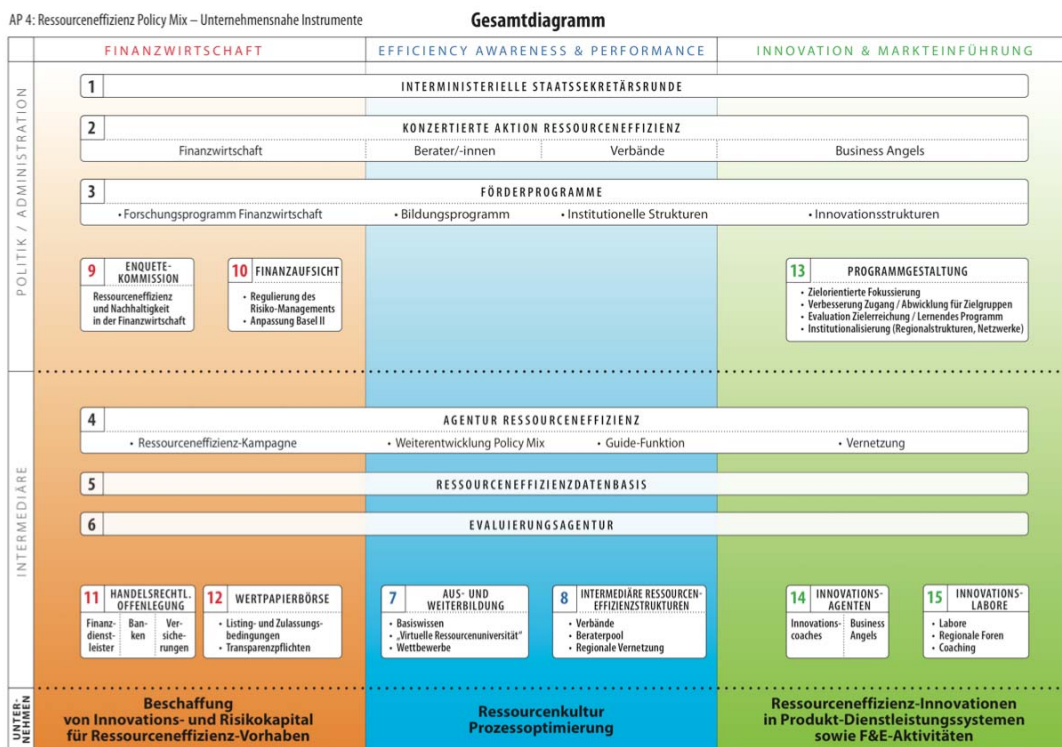 AP 4: Ressourceneffizienz Policy Mix – Unternehmensnahe Instrumente
Gesamtdiagramm
FINANZWIRTSCHAFT
EFFICIENCY AWARENESS & PERFORMANCE
INNOVATION & MARKTEINFÜHRUNG
POLITIK / ADMINISTRATION
1 INTERMINISTERIELLE STAATSSEKRETÄRSRUNDE
2 KONZERTIERTE AKTION RESSOURCENEFFIZIENZ
Finanzwirtschaft Berater/-innen Verbände Business Angels
3 FÖRDERPROGRAMME
• Forschungsprogramm Finanzwirtschaft • Bildungsprogramm • Institutionelle Strukturen • Innovationsstrukturen
9 ENQUETE-
KOMMISSION
Ressourceneffizienz
und Nachhaltigkeit
in der Finanzwirtschaft
10 FINANZAUFSICHT
• Regulierung des
Risiko-Managements
• Anpassung Basel II
13 PROGRAMMGESTALTUNG
• Zielorientierte Fokussierung
• Verbesserung Zugang / Abwicklung für Zielgruppen
• Evaluation Zielerreichung / Lernendes Programm
• Institutionalisierung (Regionalstrukturen, Netzwerke)
INTERMEDIÄRE
4 AGENTUR RESSOURCENEFFIZIENZ
• Ressourceneffizienz-Kampagne • Weiterentwicklung Policy Mix • Guide-Funktion • Vernetzung
5 RESSOURCENEFFIZIENZDATENBASIS
6 EVALUIERUNGSAGENTUR
11 HANDELSRECHTL.
OFFENLEGUNG
Finanz-
dienst-
leister
Ban-
ken
Ver-
siche-
rungen
12 WERTPAPIERBÖRSE
• Listing- und Zulassungs-
bedingungen
• Transparenzpflichten
7 AUS- UND
WEITERBILDUNG
• Basiswissen
• „Virtuelle Ressourcenuniversität“
• Wettbewerbe
8 INTERMEDIÄRE RESSOURCEN-
EFFIZIENZSTRUKTUREN
• Verbände
• Beraterpool
• Regionale Vernetzung
14 INNOVATIONS-
AGENTEN
Innovations-
coaches
Business
Angels
15 INNOVATIONS-
LABORE
• Labore
• Regionale Foren
• Coaching
UNTER-
NEHMEN
Beschaffung
von Innovations- und Risikokapital
für Ressourceneffizienz-Vorhaben
Ressourcenkultur
Prozessoptimierung
Ressourceneffizienz-Innovationen
in Produkt-Dienstleistungssystemen
sowie F&E-Aktivitäten